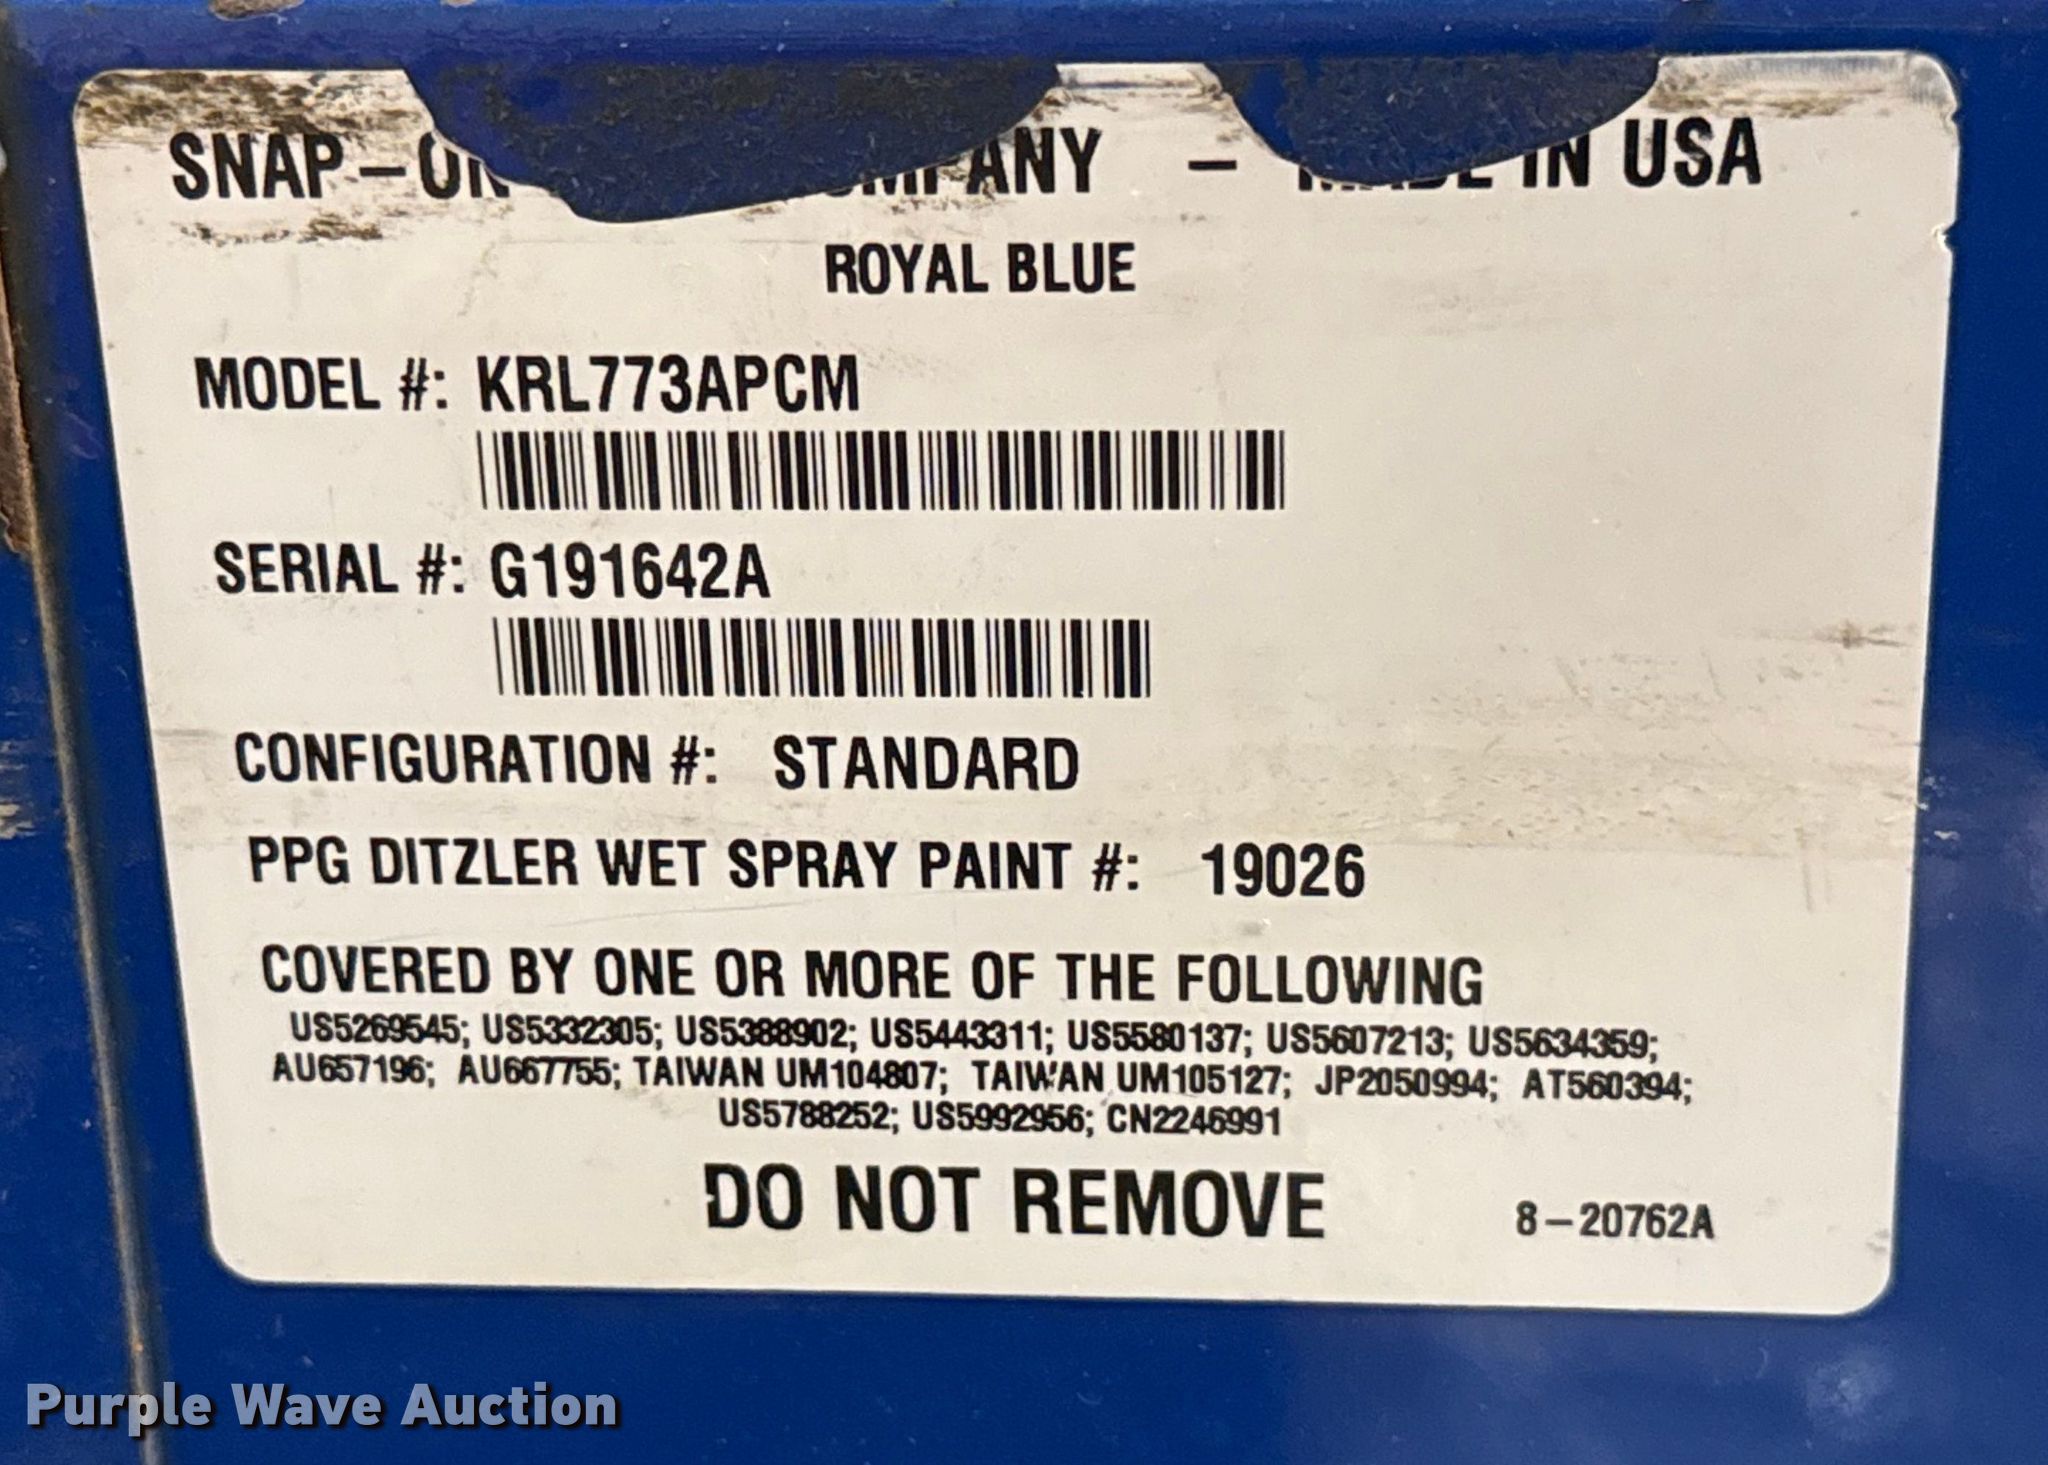 SNAP-ON COMPANY - MADE IN USA
ROYAL BLUE
MODEL #: KRL773APCM
SERIAL #: G191642A
CONFIGURATION #: STANDARD
PPG DITZLER WET SPRAY PAINT #: 19026
COVERED BY ONE OR MORE OF THE FOLLOWING
US5269545; US5332305; US5388902; US5443311; US5580137; US5607213; US5634359;
AU657196; AU667755; TAIWAN UM104807; TAIWAN UM105127; JP2050994; AT560394;
US5788252; US5992956; CN2246991
DO NOT REMOVE 8-20762A
Purple Wave Auction